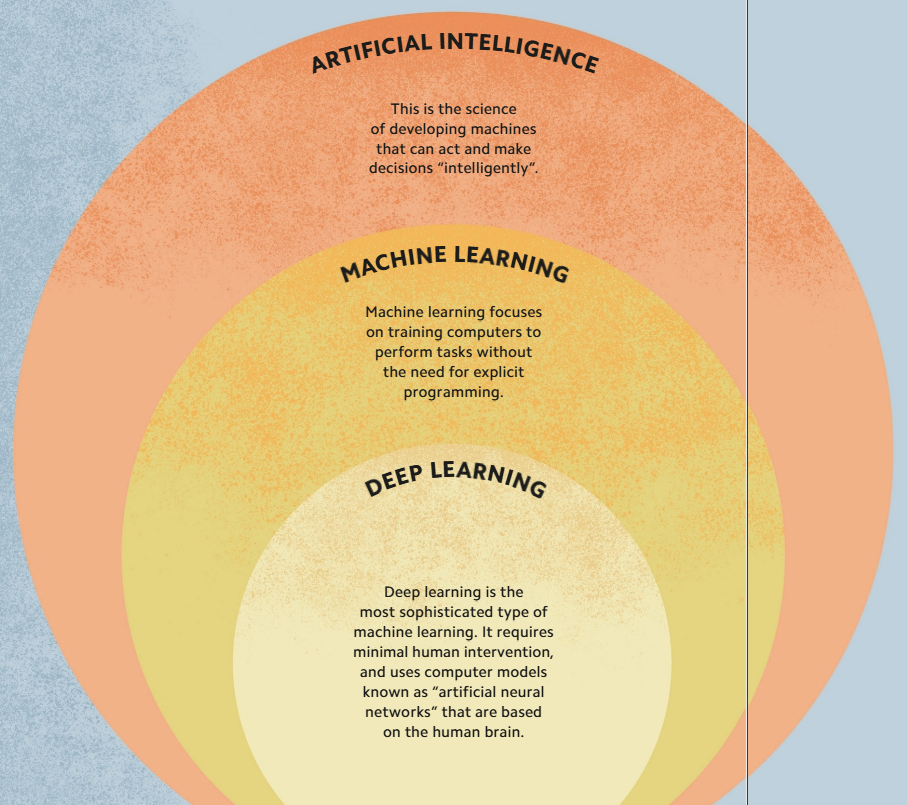 ARTIFICIAL INTELLIGENCE
This is the science
of developing machines
that can act and make
decisions “intelligently”.
MACHINE LEARNING
Machine learning focuses
on training computers to
perform tasks without
the need for explicit
programming.
DEEP LEARNING
Deep learning is the
most sophisticated type of
machine learning. It requires
minimal human intervention,
and uses computer models
known as “artificial neural
networks” that are based
on the human brain.